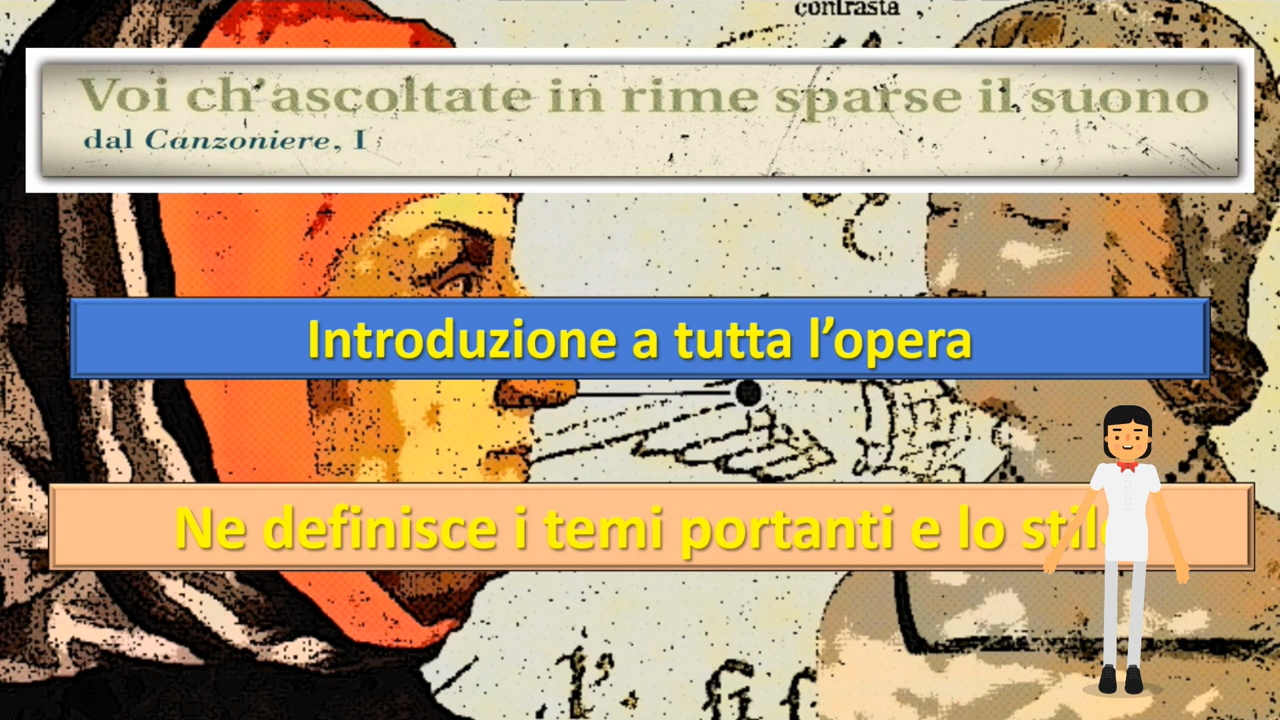 contrasta ,
Voi ch'ascoltate in rime sparse il suono
dal Canzoniere, I
Introduzione a tutta l’opera
Ne definisce i temi portanti e lo stile